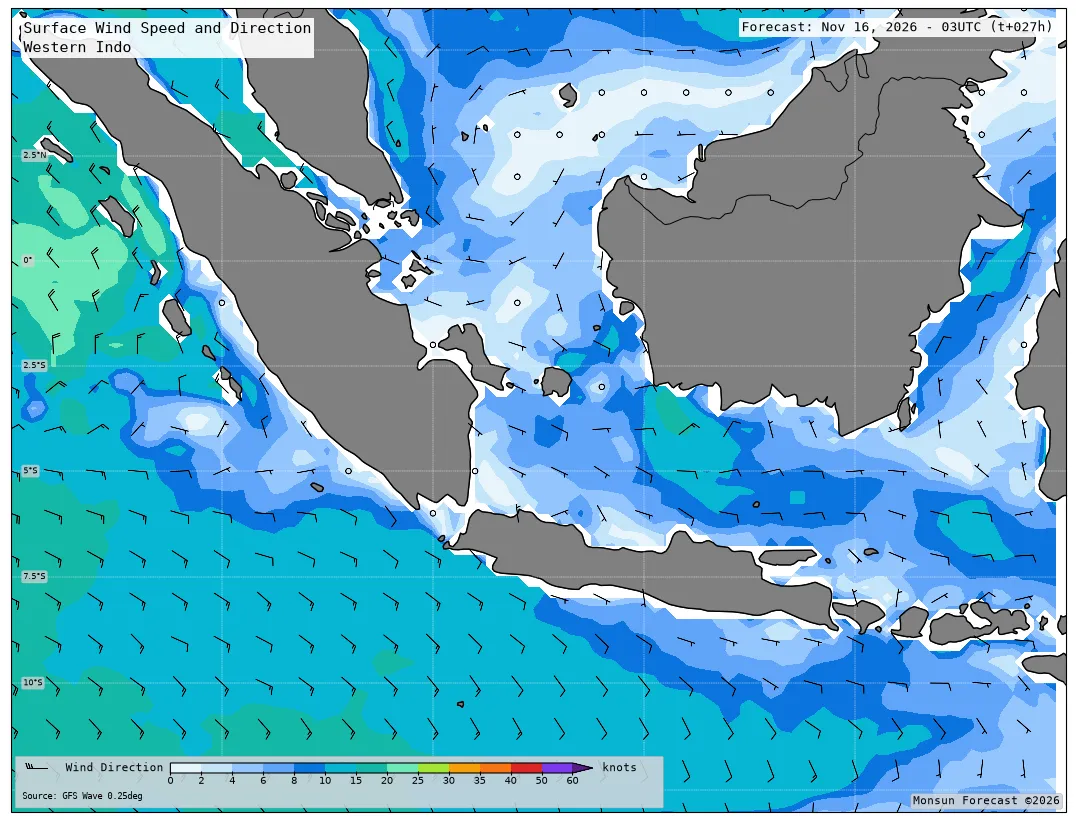 Surface Wind Speed and Direction
Western Indo
Forecast: Nov 16, 2026 - 03UTC (t+027h)
2.5°N
0°
2.5°S
5°S
7.5°S
10°S
Wind Direction
0 2 4 6 8 10 15 20 25 30 35 40 50 60
knots
Source: GFS Wave 0.25deg
Monsun Forecast ©2026